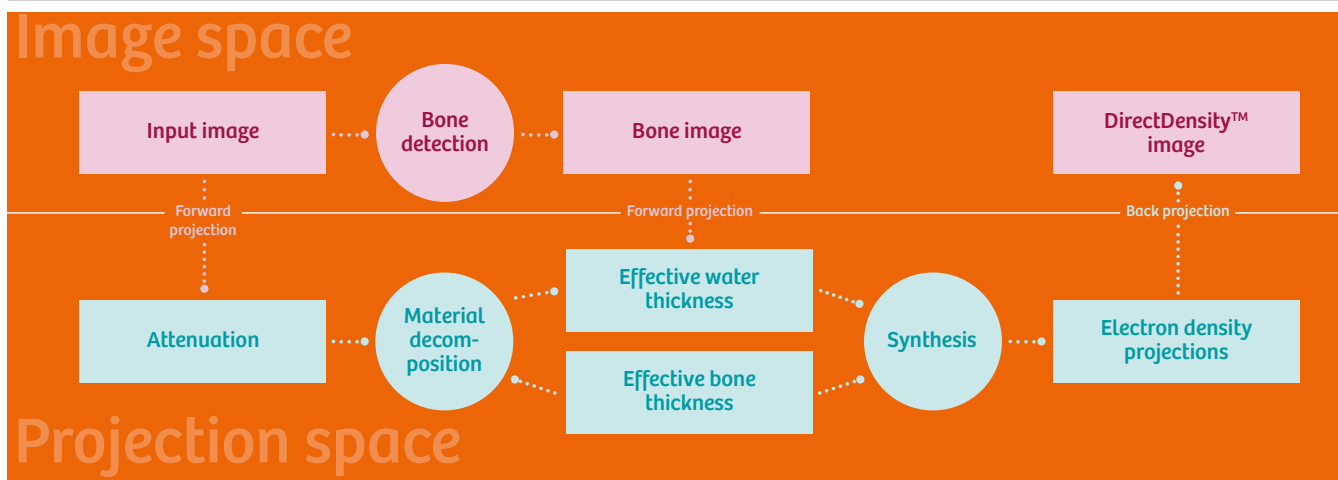 Image space
Input image
Bone
detection
Bone image
DirectDensity™
image
Forward
projection
Forward projection
Back projection
Attenuation
Material
decom-
position
Effective water
thickness
Effective bone
thickness
Synthesis
Electron density
projections
Projection space